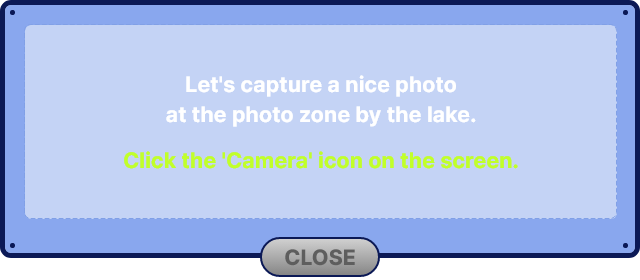 Let's capture a nice photo
at the photo zone by the lake.
Click the 'Camera' icon on the screen.
CLOSE